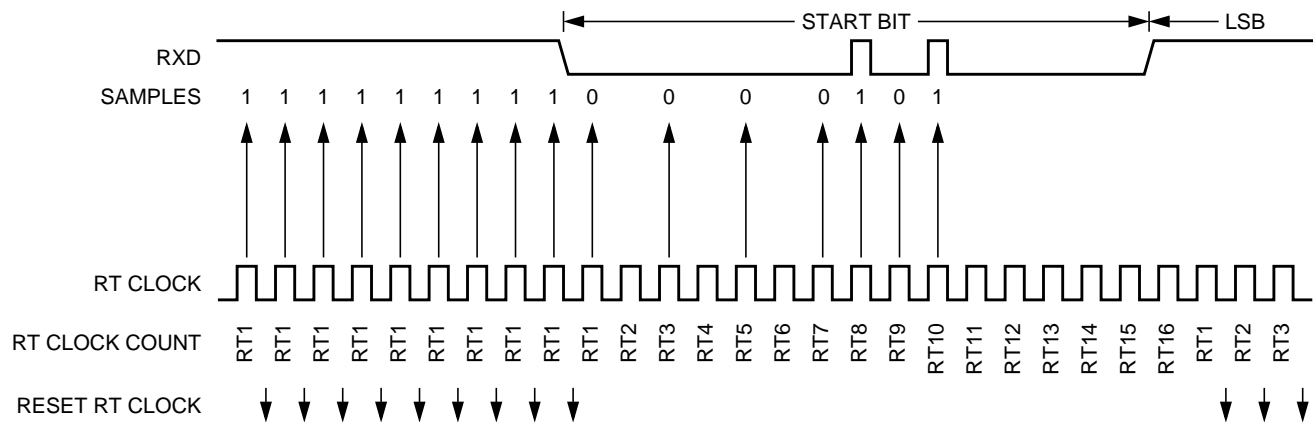 START BIT LSB
RXD
SAMPLES 1 1 1 1 1 1 1 1 1 0 0 0 0 1 0 1
RT CLOCK
RT CLOCK COUNT RT1 RT1 RT1 RT1 RT1 RT1 RT1 RT1 RT1 RT1 RT2 RT3 RT4 RT5 RT6 RT7 RT8 RT9 RT10 RT11 RT12 RT13 RT14 RT15 RT16 RT1 RT2 RT3
RESET RT CLOCK